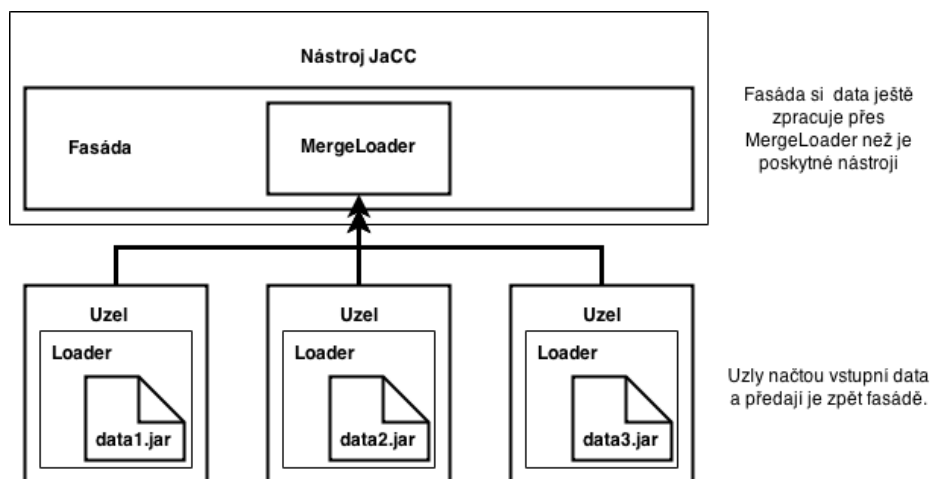 Nástroj JaCC
Fasáda
MergeLoader
Fasáda si data ještě
zpracuje přes
MergeLoader než je
poskytné nástroji
Uzel
Loader
data1.jar
Uzel
Loader
data2.jar
Uzel
Loader
data3.jar
Uzly načtou vstupní data
a předají je zpět fasádě.